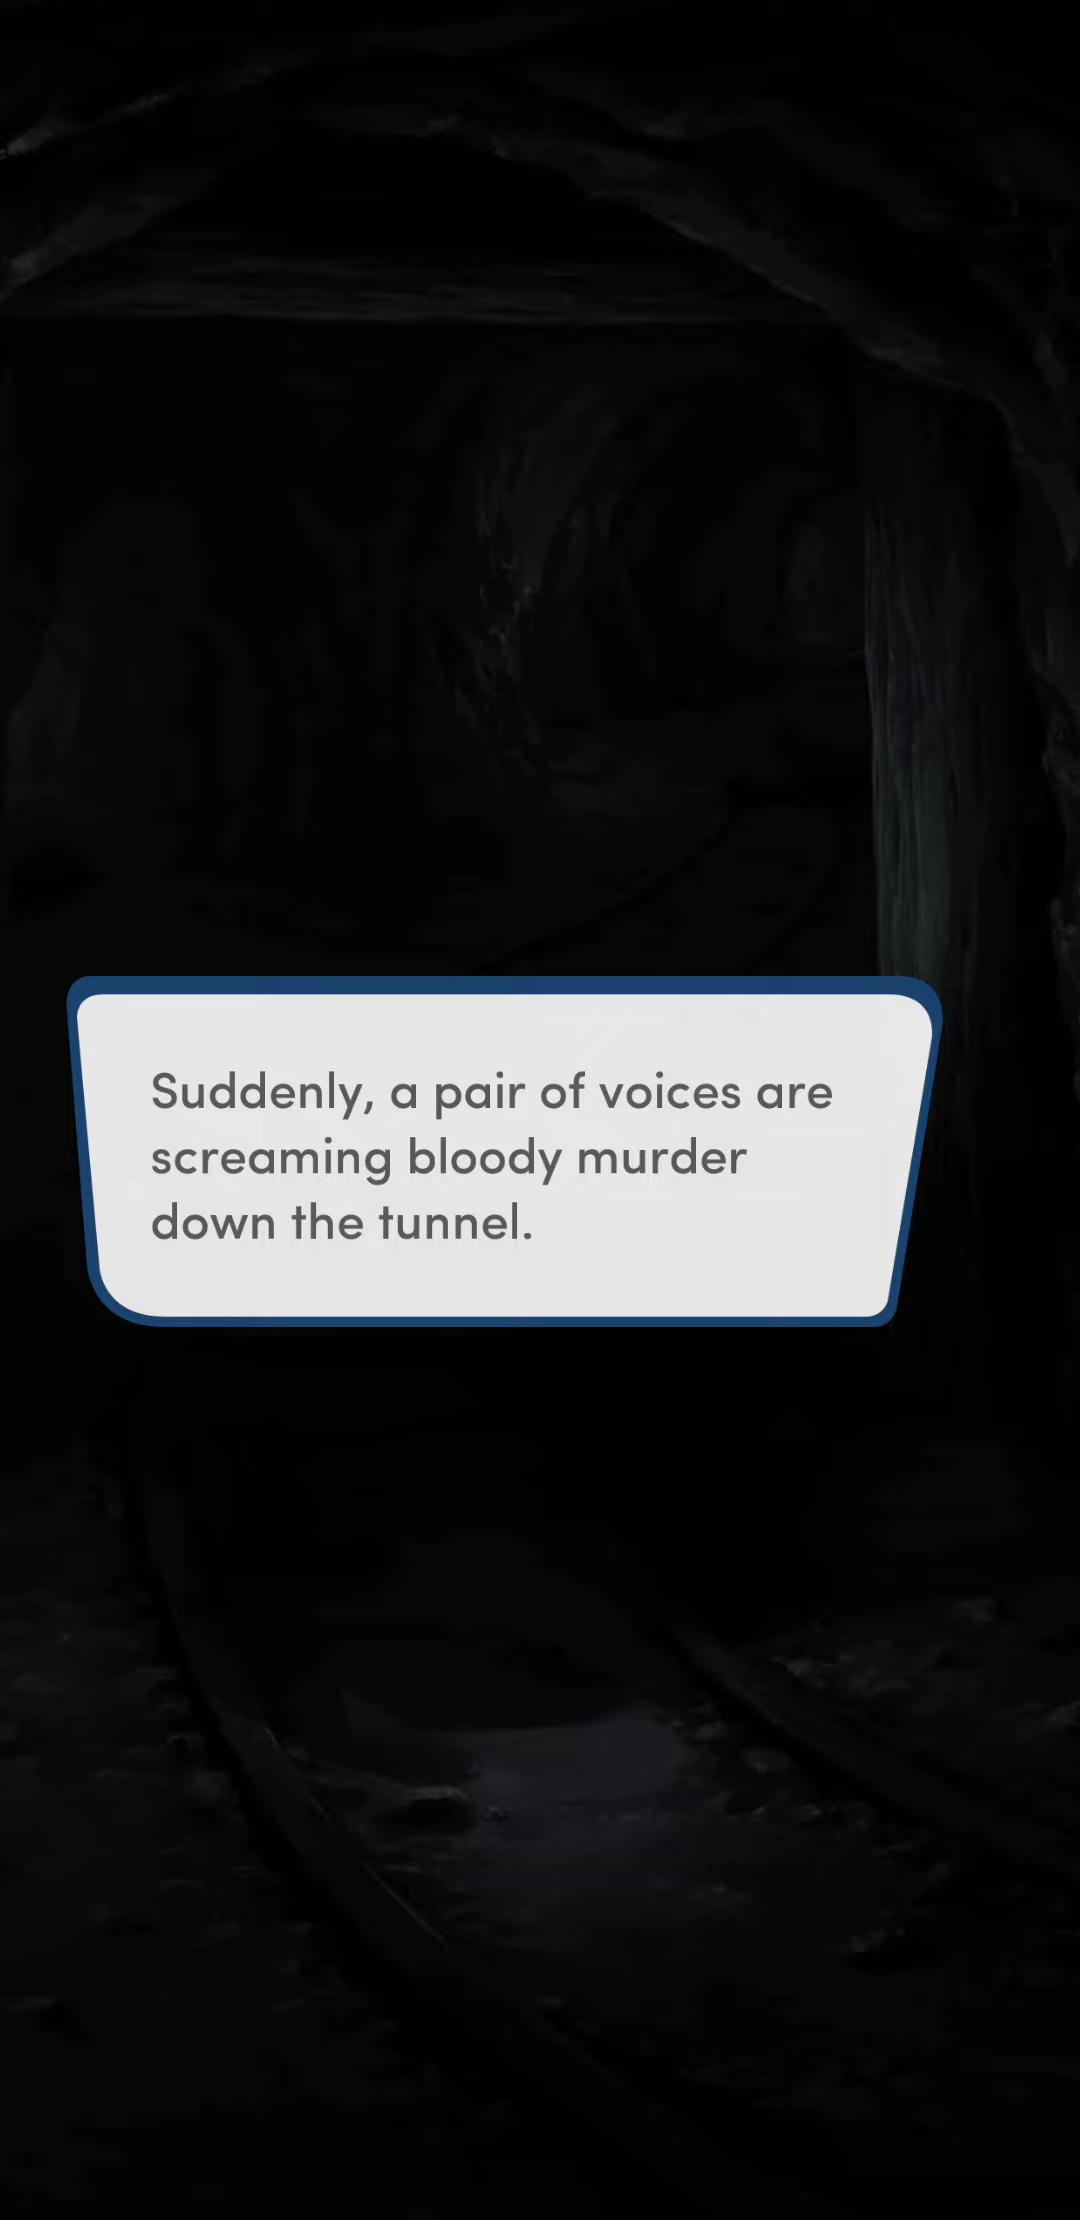 Suddenly, a pair of voices are
screaming bloody murder
down the tunnel.